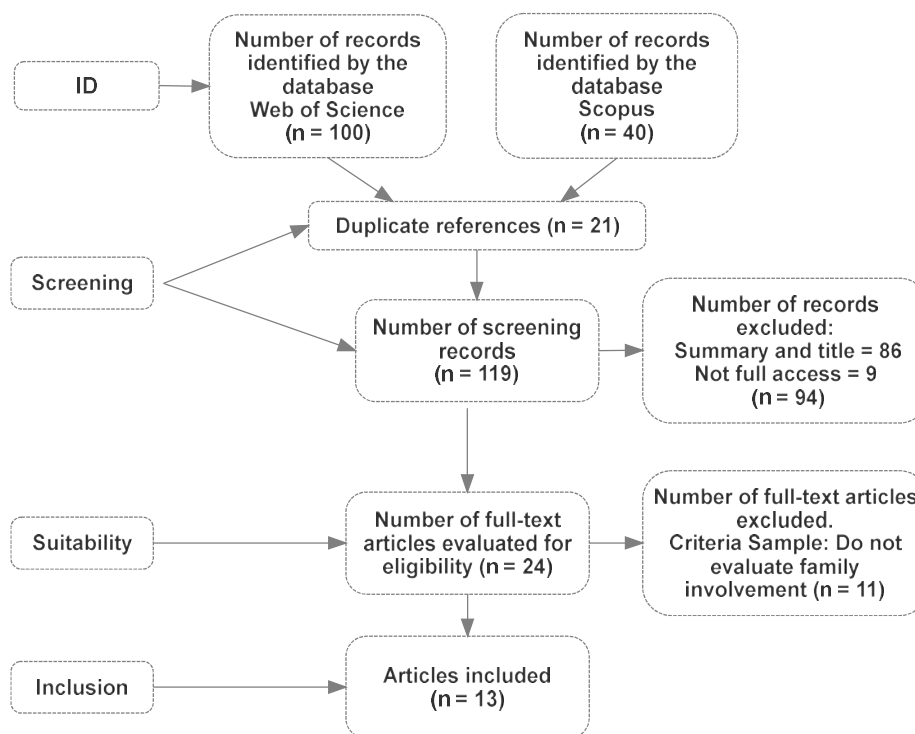 ID
Number of records
identified by the
database
Web of Science
(n = 100)
Number of records
identified by the
database
Scopus
(n = 40)
Duplicate references (n = 21)
Screening
Number of screening
records
(n = 119)
Number of records
excluded:
Summary and title = 86
Not full access = 9
(n = 94)
Suitability
Number of full-text
articles evaluated for
eligibility (n = 24)
Number of full-text articles
excluded.
Criteria Sample: Do not
evaluate family
involvement (n = 11)
Inclusion
Articles included
(n = 13)